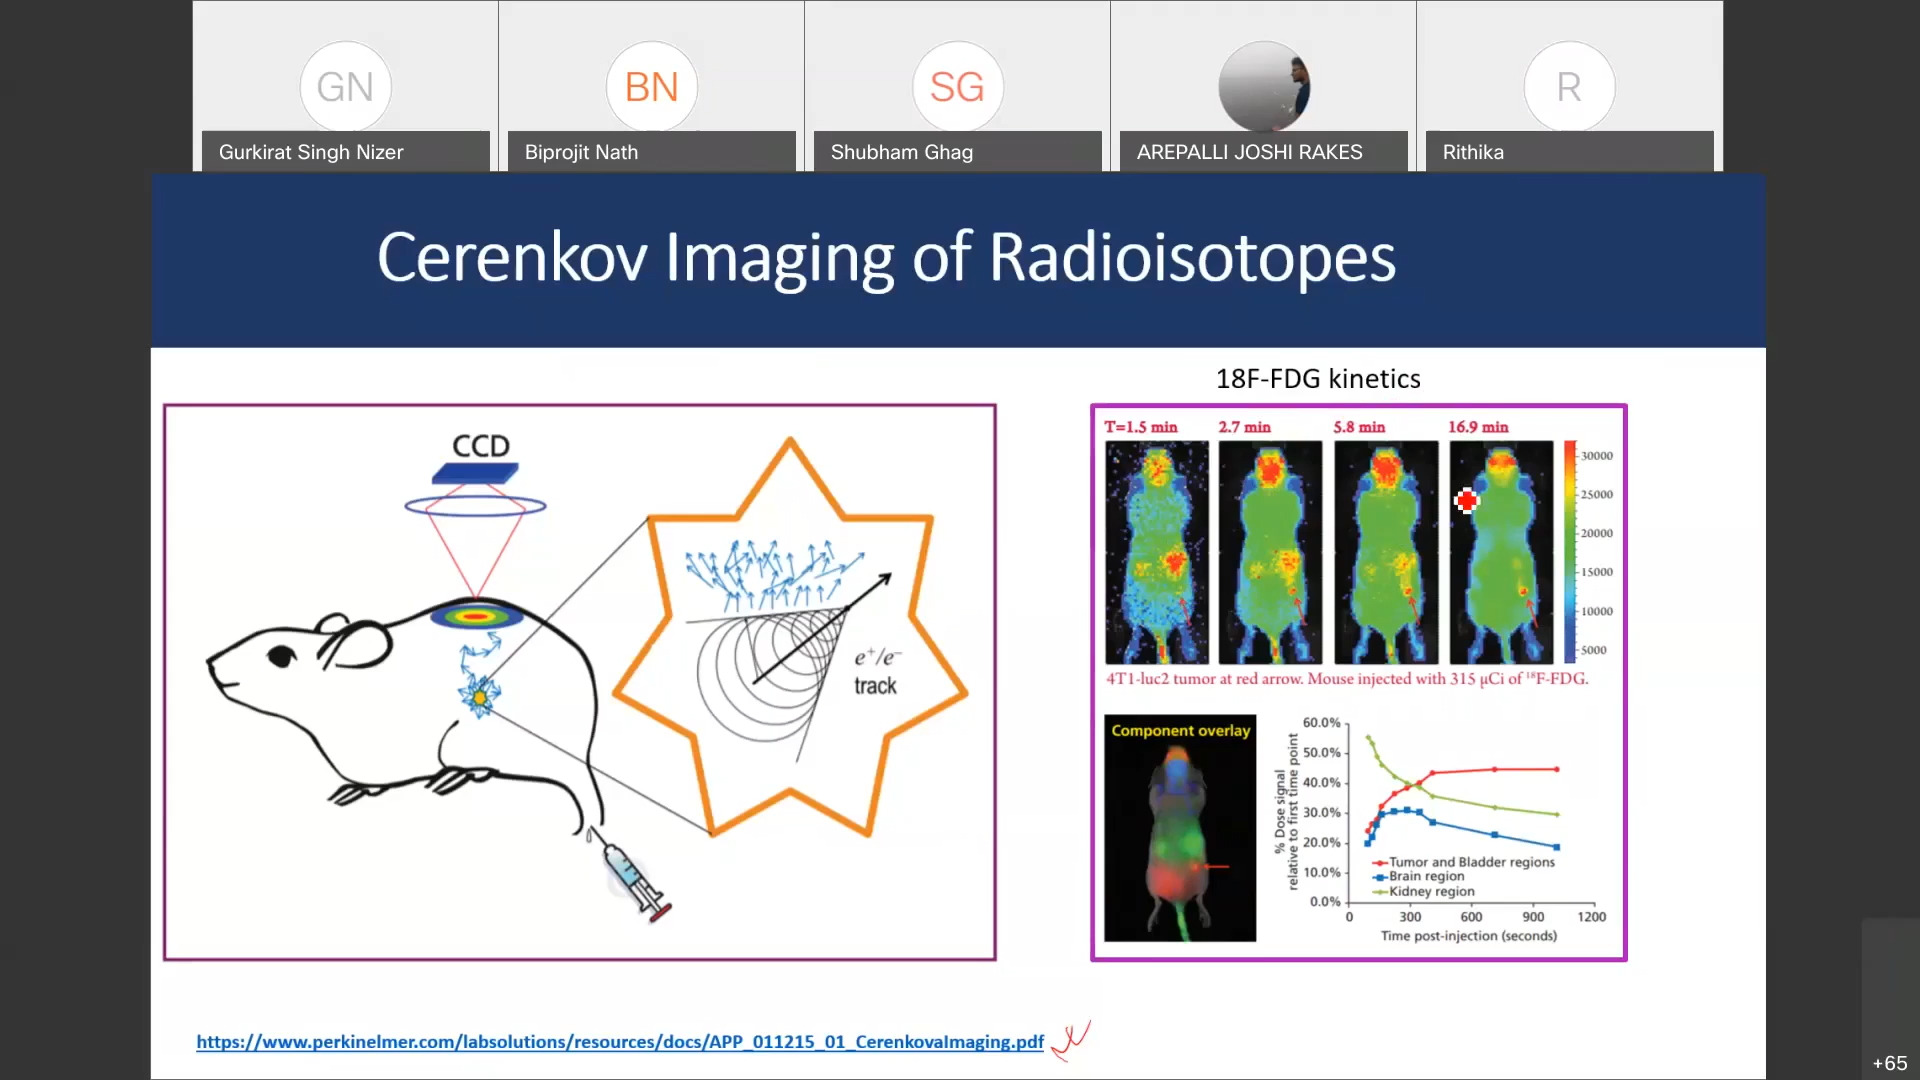 GN
BN
SG
R
Gurkirat Singh Nizer
Biprojit Nath
Shubham Ghag
AREPALLI JOSHI RAKES
Rithika
Cerenkov Imaging of Radioisotopes
CCD
e⁺/e⁻
track
18F-FDG kinetics
T=1.5 min
2.7 min
5.8 min
16.9 min
30000
25000
20000
15000
10000
5000
4T1-luc2 tumor at red arrow. Mouse injected with 315 µCi of ¹⁸F-FDG.
Component overlay
% Dose signal
relative to first time point
60.0%
50.0%
40.0%
30.0%
20.0%
10.0%
0.0%
Tumor and Bladder regions
Brain region
Kidney region
0
300
600
900
1200
Time post-injection (seconds)
https://www.perkinelmer.com/labsolutions/resources/docs/APP_011215_01_CerenkovaImaging.pdf
+65